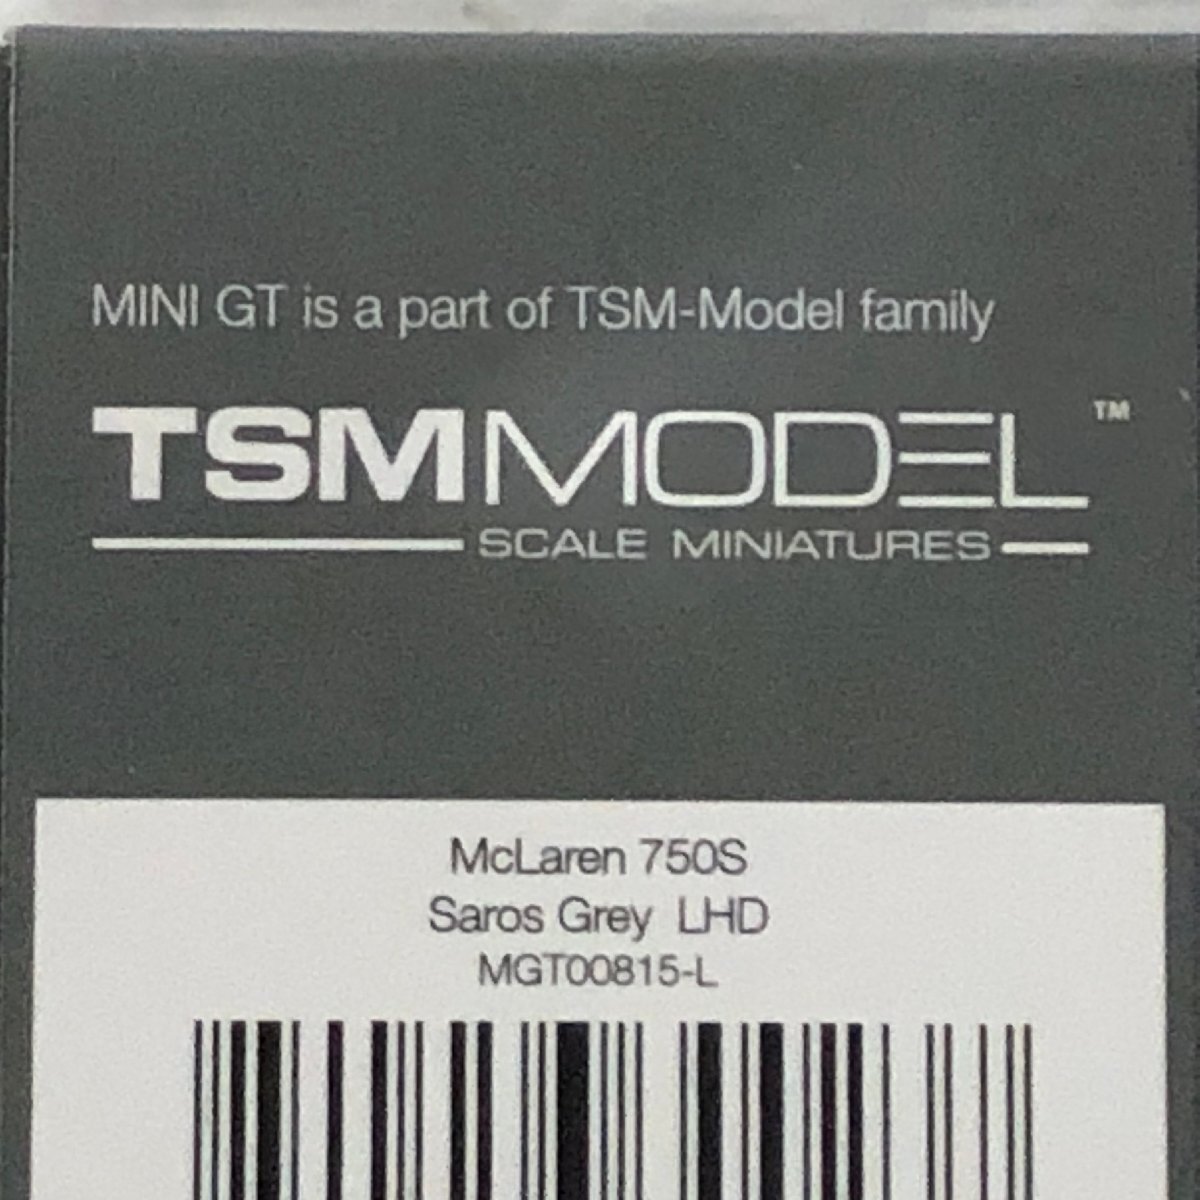 MINI GT is a part of TSM-Model family
TSMMODEL™
SCALE MINIATURES
McLaren 750S
Saros Grey LHD
MGT00815-L